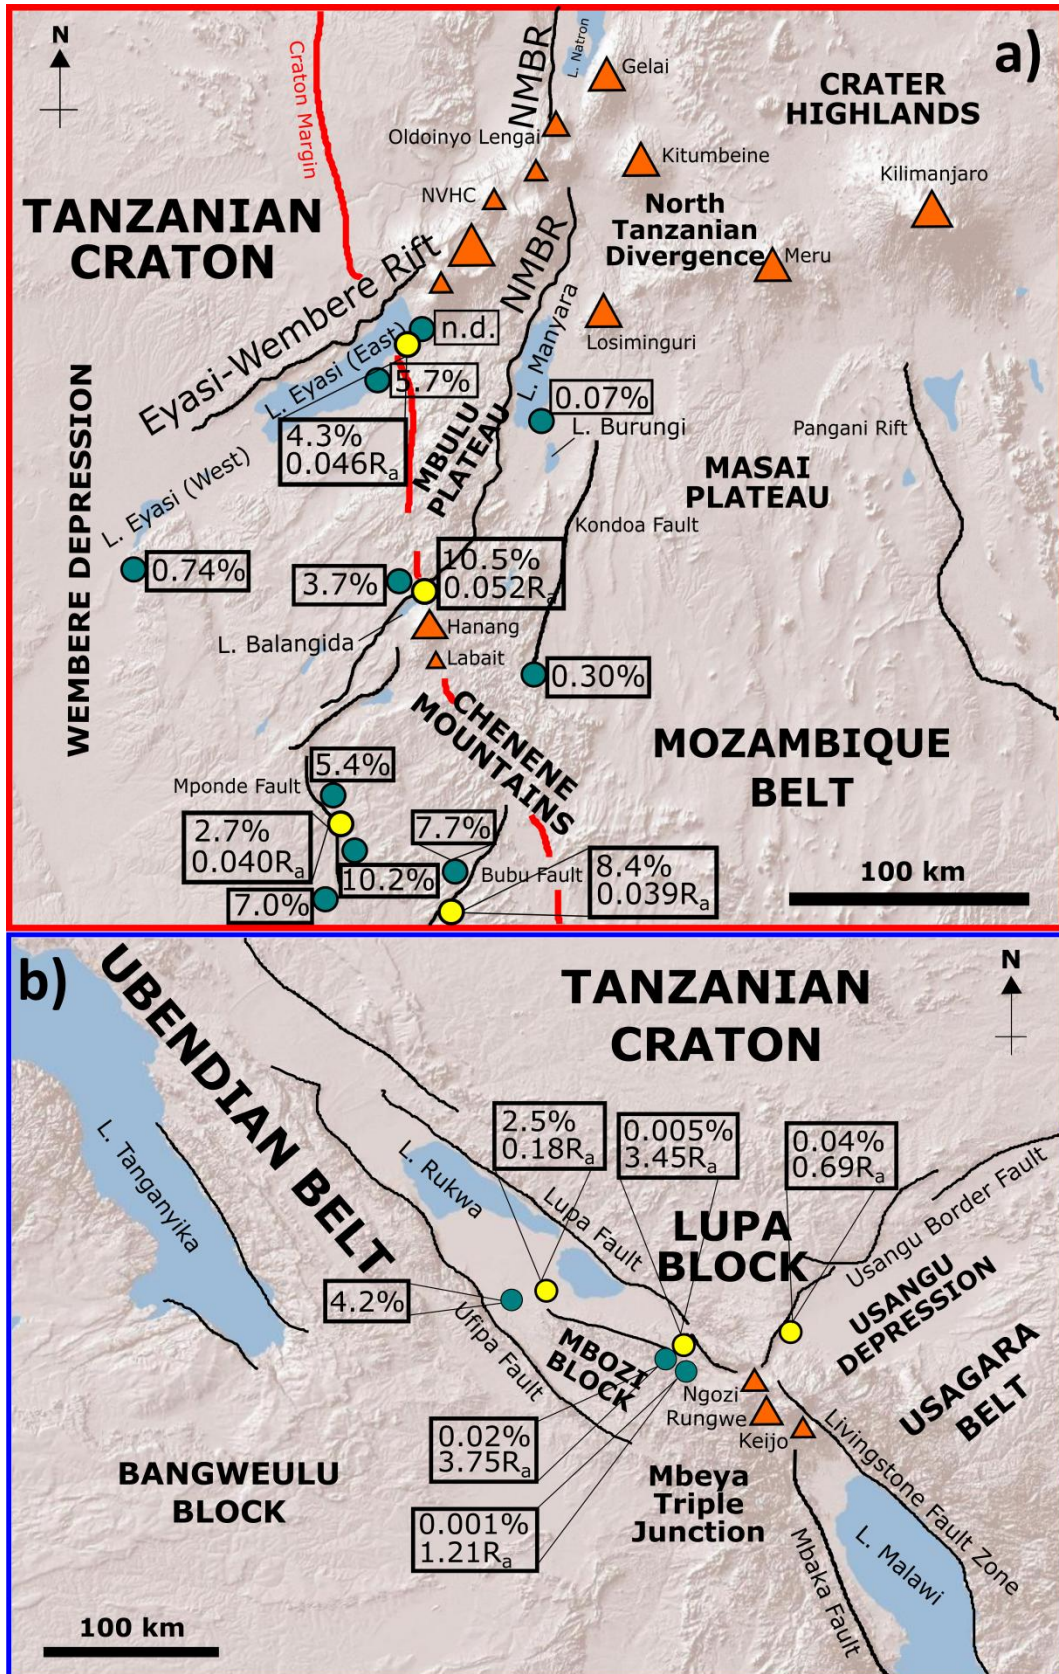 a)
N
Craton Margin
NMBR
L. Natron
Gelai
CRATER
HIGHLANDS
Oldoinyo Lengai
Kitumbeine
Kilimanjaro
NVHC
TANZANIAN
CRATON
North
Tanzanian
Divergence
Meru
NMBR
Eyasi-Wembere Rift
n.d.
L. Manyara
Losiminguri
L. Eyasi (East)
5.7%
0.07%
4.3%
0.046Ra
MBULU
PLATEAU
L. Burungi
Pangani Rift
MASAI
PLATEAU
WEMBERE DEPRESSION
L. Eyasi (West)
Kondoa Fault
0.74%
3.7%
10.5%
0.052Ra
L. Balangida
Hanang
Labait
0.30%
CHENENE
MOUNTAINS
MOZAMBIQUE
BELT
5.4%
Mponde Fault
2.7%
0.040Ra
7.7%
10.2%
7.0%
Bubu Fault
8.4%
0.039Ra
100 km
b)
N
UBENDIAN BELT
TANZANIAN
CRATON
L. Tanganyika
L. Rukwa
2.5%
0.18Ra
0.005%
3.45Ra
0.04%
0.69Ra
Lupa Fault
LUPA
BLOCK
Usangu Border Fault
USANGU
DEPRESSION
4.2%
Ufipa Fault
MBOZI
BLOCK
USAGARA
BELT
Ngozi
Rungwe
Keijo
0.02%
3.75Ra
Livingstone Fault Zone
BANGWEULU
BLOCK
Mbeya
Triple
Junction
0.001%
1.21Ra
Mbaka Fault
L. Malawi
100 km